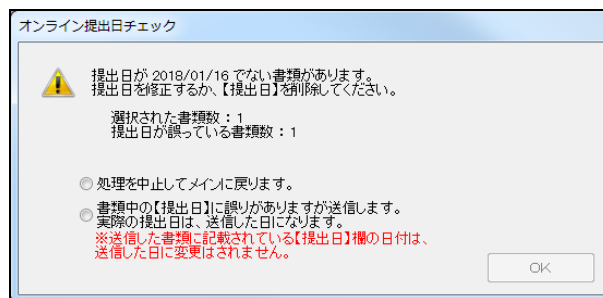 オンライン提出日チェック
提出日が 2018/01/16 でない書類があります。
提出日を修正するか、【提出日】を削除してください。
選択された書類数：1
提出日が誤っている書類数：1
処理を中止してメインに戻ります。
書類中の【提出日】に誤りがありますが送信します。
実際の提出日は、送信した日になります。
※送信した書類に記載されている【提出日】欄の日付は、
送信した日に変更はされません。
OK